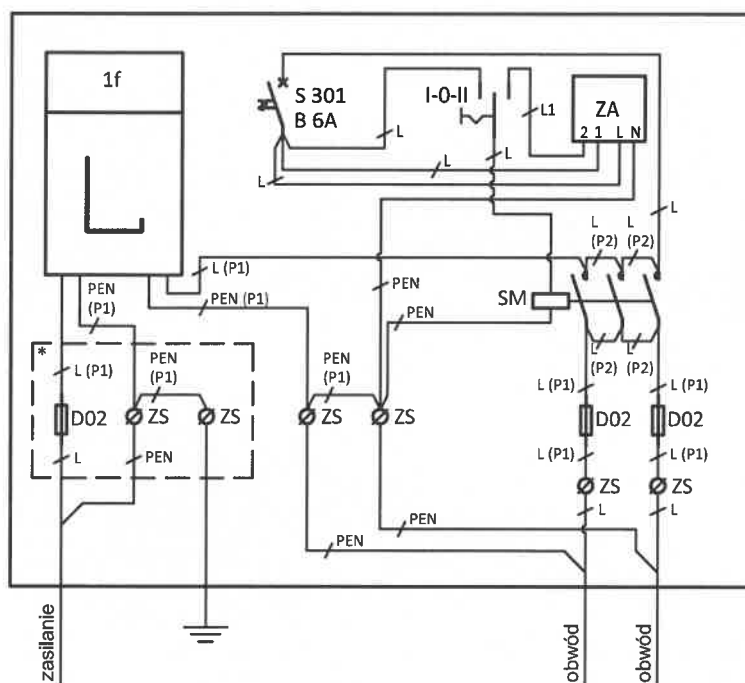 1f
S 301
B 6A
I-0-II
L1
ZA
2 1 L N
L
L
L
L
L
L L
(P2) (P2)
L (P1)
PEN
(P1)
PEN (P1)
PEN
SM
PEN
*
L (P1)
PEN
(P1)
PEN
(P1)
L L
(P2) (P2)
L (P1)
L (P1)
D02
ZS
ZS
ZS
ZS
D02
D02
L
PEN
L (P1)
L (P1)
ZS
ZS
L
L
PEN
PEN
zasilanie
obwód
obwód